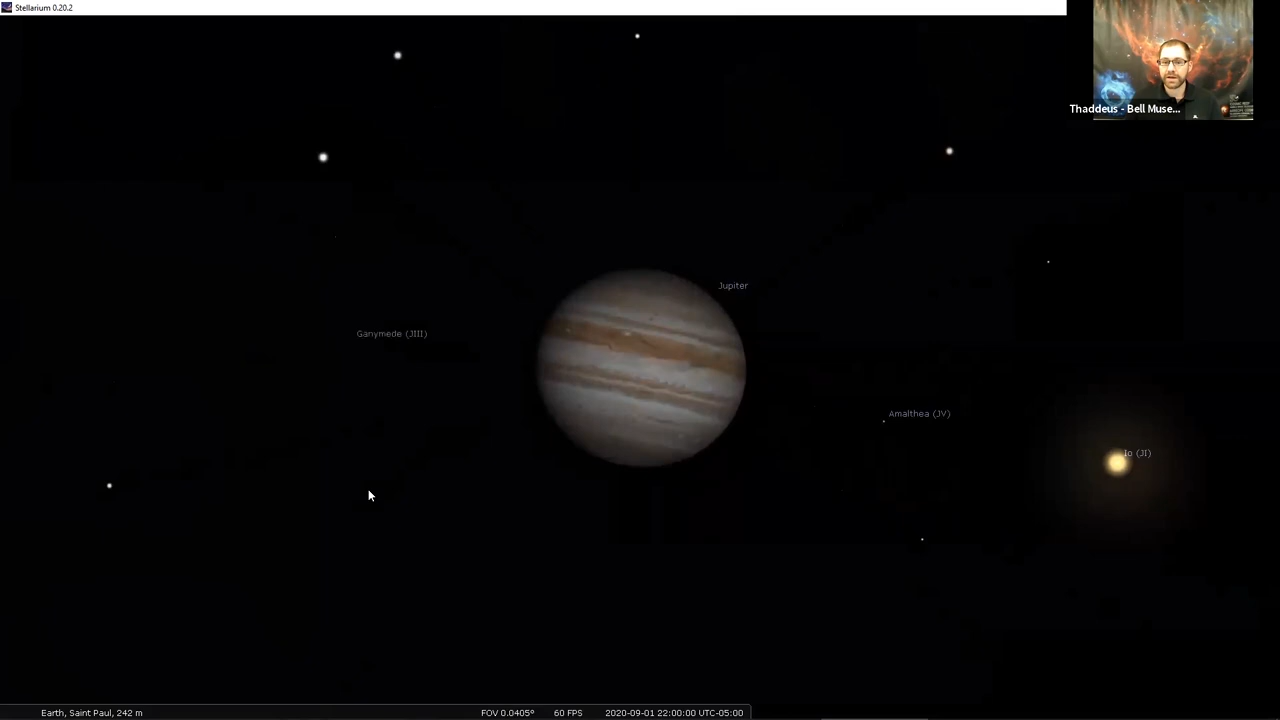 Stellarium 0.20.2
Thaddeus - Bell Muse...
Jupiter
Ganymede (JIII)
Amalthea (JV)
Io (JI)
Earth, Saint Paul, 242 m
FOV 0.0405°
60 FPS
2020-09-01 22:00:00 UTC-05:00